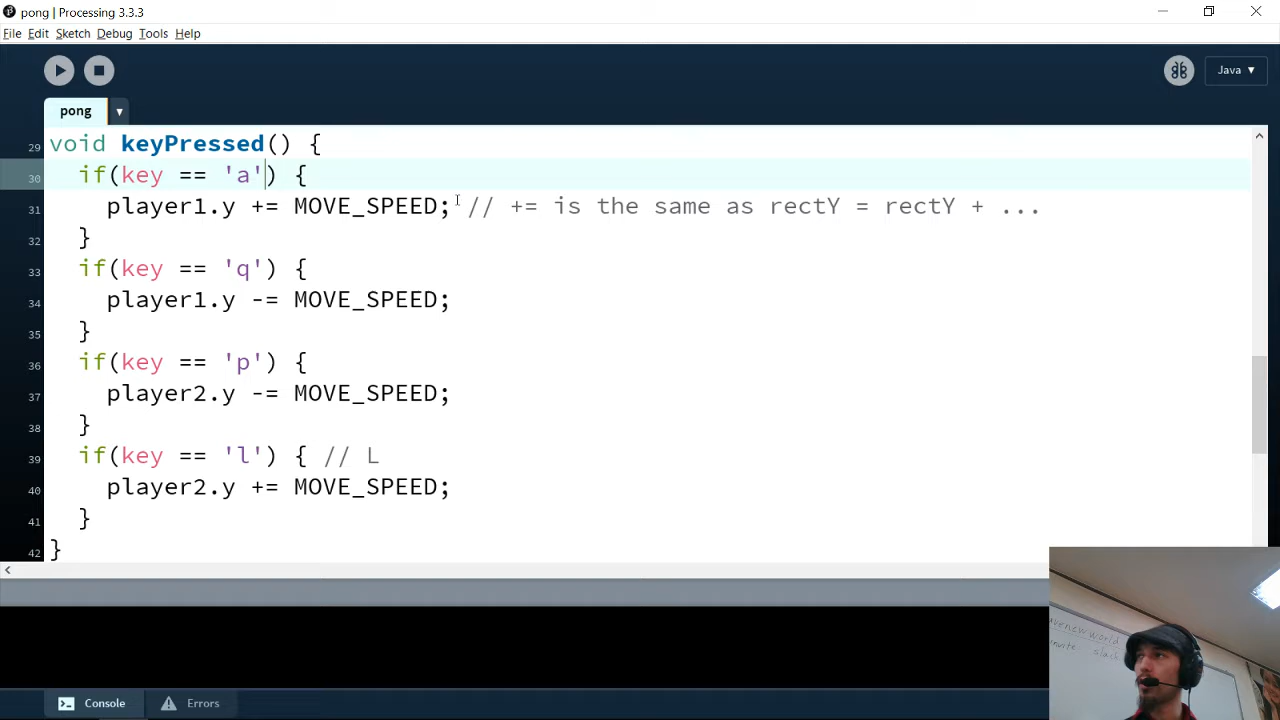 pong | Processing 3.3.3
File Edit Sketch Debug Tools Help
Java ▾
pong ▾
29 void keyPressed() {
30 if(key == 'a') {
31 player1.y += MOVE_SPEED; // += is the same as rectY = rectY + ...
32 }
33 if(key == 'q') {
34 player1.y -= MOVE_SPEED;
35 }
36 if(key == 'p') {
37 player2.y -= MOVE_SPEED;
38 }
39 if(key == 'l') { // L
40 player2.y += MOVE_SPEED;
41 }
42 }
slack
Console Errors